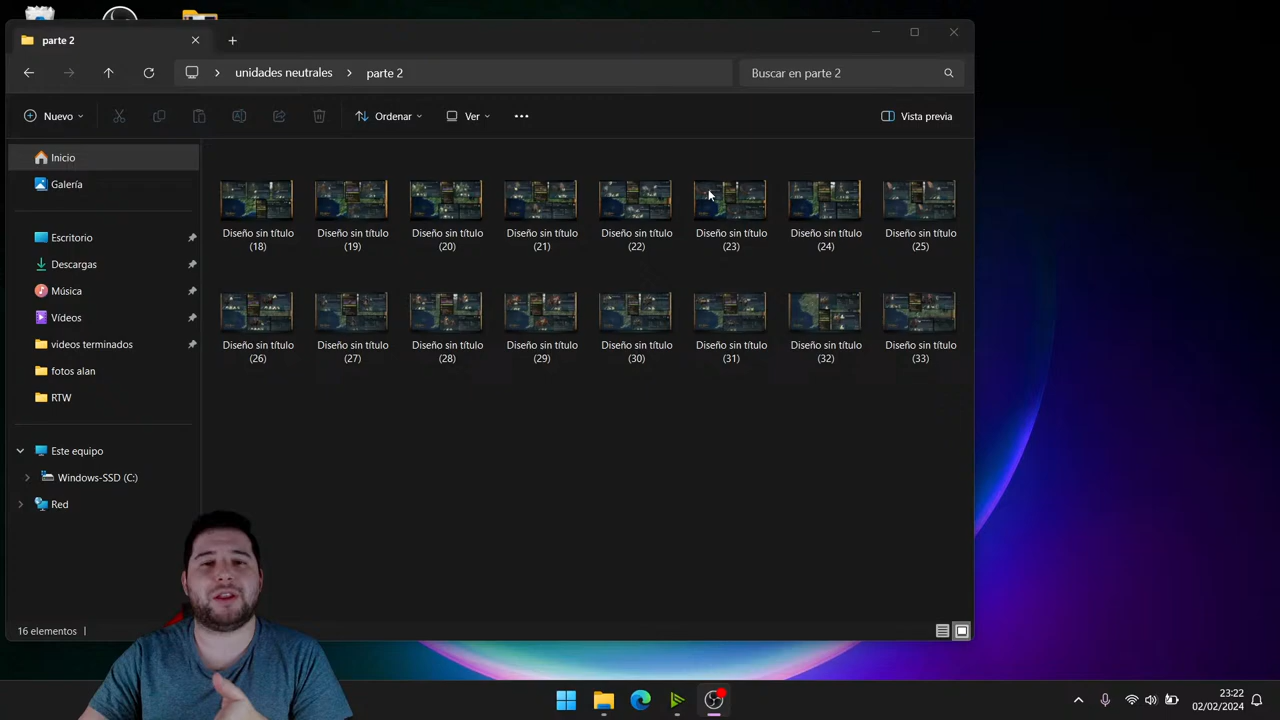 parte 2
unidades neutrales
parte 2
Buscar en parte 2
Nuevo
Ordenar
Ver
Vista previa
Inicio
Galería
Escritorio
Descargas
Música
Vídeos
videos terminados
fotos alan
RTW
Este equipo
Windows-SSD (C:)
Red
Diseño sin título
(18)
Diseño sin título
(19)
Diseño sin título
(20)
Diseño sin título
(21)
Diseño sin título
(22)
Diseño sin título
(23)
Diseño sin título
(24)
Diseño sin título
(25)
Diseño sin título
(26)
Diseño sin título
(27)
Diseño sin título
(28)
Diseño sin título
(29)
Diseño sin título
(30)
Diseño sin título
(31)
Diseño sin título
(32)
Diseño sin título
(33)
16 elementos
23:22
02/02/2024